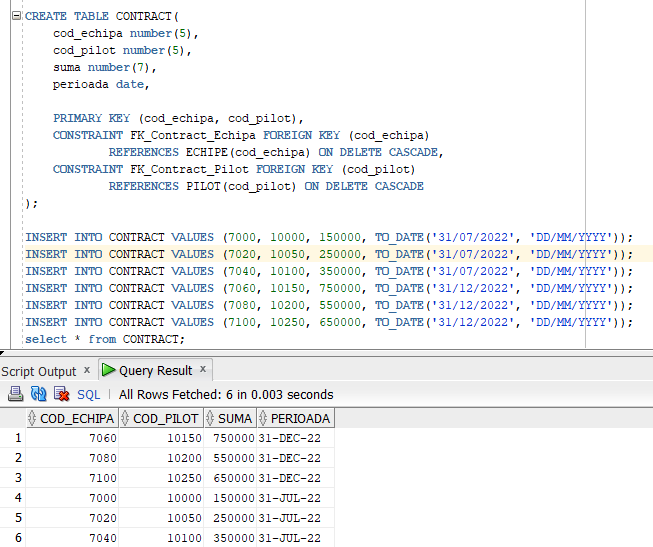 CREATE TABLE CONTRACT(
cod_echipa number(5),
cod_pilot number(5),
suma number(7),
perioada date,
PRIMARY KEY (cod_echipa, cod_pilot),
CONSTRAINT FK_Contract_Echipa FOREIGN KEY (cod_echipa)
REFERENCES ECHIPE(cod_echipa) ON DELETE CASCADE,
CONSTRAINT FK_Contract_Pilot FOREIGN KEY (cod_pilot)
REFERENCES PILOT(cod_pilot) ON DELETE CASCADE
);
INSERT INTO CONTRACT VALUES (7000, 10000, 150000, TO_DATE('31/07/2022', 'DD/MM/YYYY'));
INSERT INTO CONTRACT VALUES (7020, 10050, 250000, TO_DATE('31/07/2022', 'DD/MM/YYYY'));
INSERT INTO CONTRACT VALUES (7040, 10100, 350000, TO_DATE('31/07/2022', 'DD/MM/YYYY'));
INSERT INTO CONTRACT VALUES (7060, 10150, 750000, TO_DATE('31/12/2022', 'DD/MM/YYYY'));
INSERT INTO CONTRACT VALUES (7080, 10200, 550000, TO_DATE('31/12/2022', 'DD/MM/YYYY'));
INSERT INTO CONTRACT VALUES (7100, 10250, 650000, TO_DATE('31/12/2022', 'DD/MM/YYYY'));
select * from CONTRACT;
Script Output x Query Result x
SQL | All Rows Fetched: 6 in 0.003 seconds
COD_ECHIPA COD_PILOT SUMA PERIOADA
1 7060 10150 750000 31-DEC-22
2 7080 10200 550000 31-DEC-22
3 7100 10250 650000 31-DEC-22
4 7000 10000 150000 31-JUL-22
5 7020 10050 250000 31-JUL-22
6 7040 10100 350000 31-JUL-22